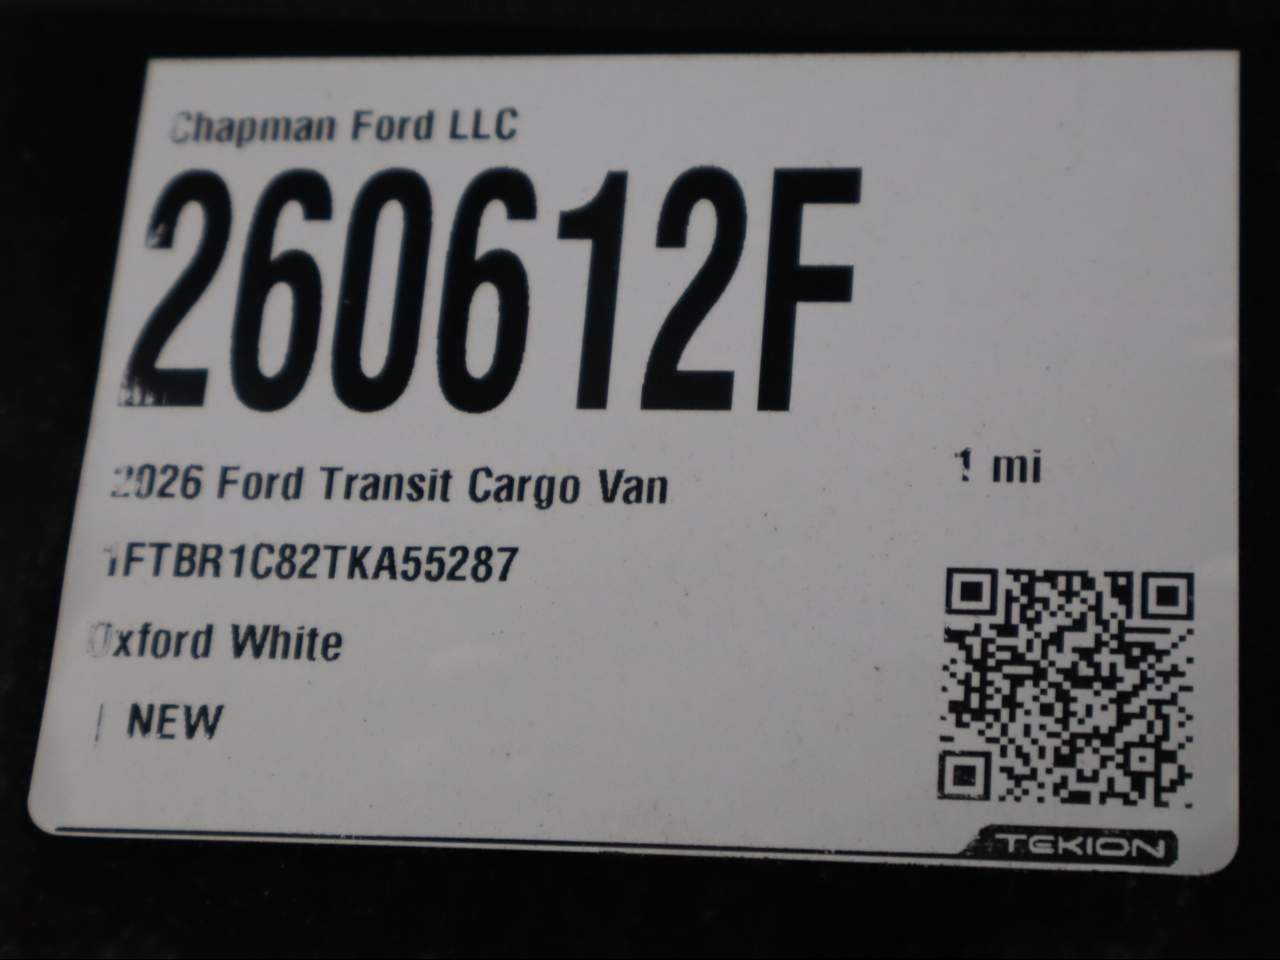 Chapman Ford LLC
260612F
2026 Ford Transit Cargo Van
1 mi
1FTBR1C82TKA55287
Oxford White
| NEW
TEKION